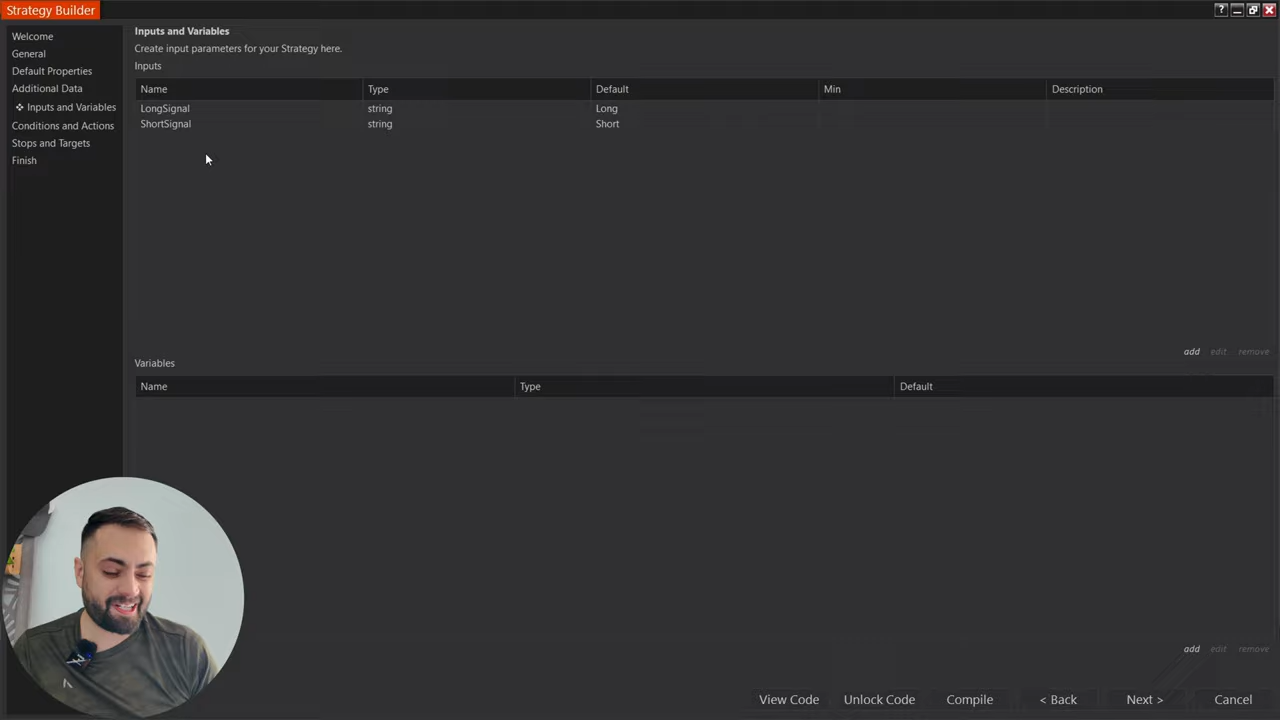 Strategy Builder
?
Welcome
General
Default Properties
Additional Data
Inputs and Variables
Conditions and Actions
Stops and Targets
Finish
Inputs and Variables
Create input parameters for your Strategy here.
Inputs
Name Type Default Min Description
LongSignal string Long
ShortSignal string Short
add edit remove
Variables
Name Type Default
add edit remove
View Code Unlock Code Compile < Back Next > Cancel